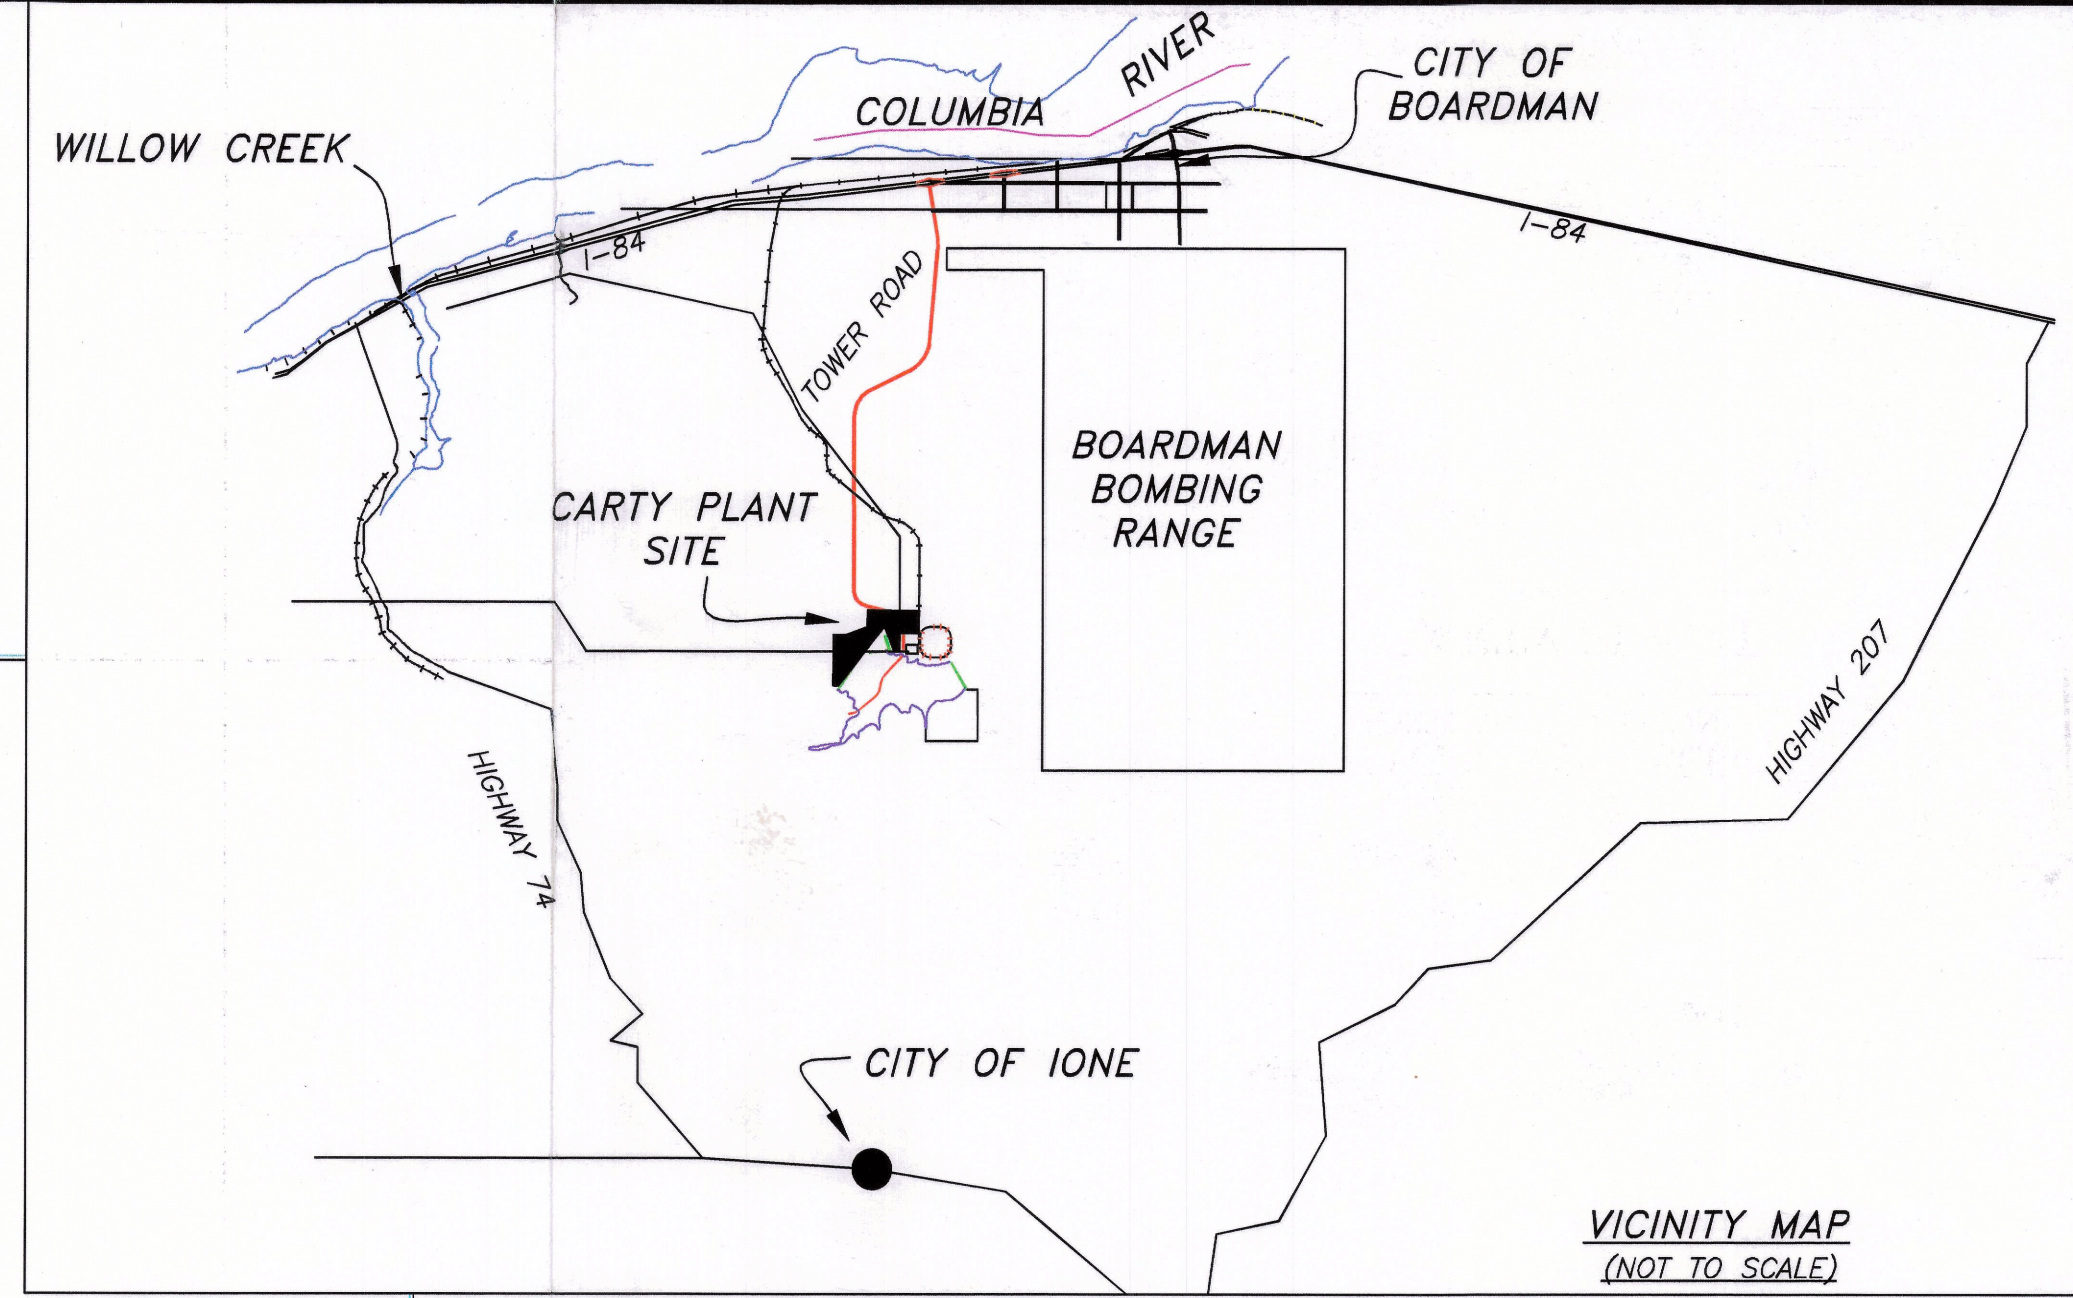 RIVER
CITY OF
BOARDMAN
COLUMBIA
WILLOW CREEK
I-84
I-84
TOWER ROAD
BOARDMAN
BOMBING
RANGE
CARTY PLANT
SITE
HIGHWAY 207
HIGHWAY 74
CITY OF IONE
VICINITY MAP
(NOT TO SCALE)